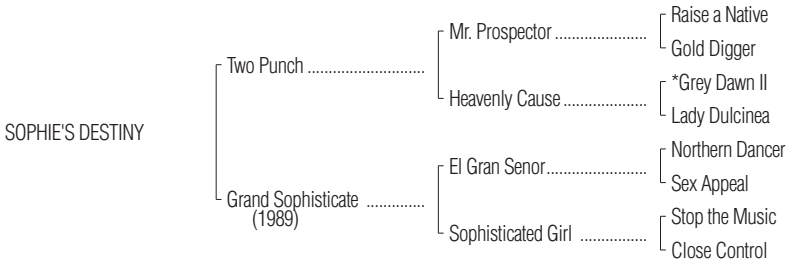 Raise a Native
Mr. Prospector ......................
Gold Digger
Two Punch ............................
*Grey Dawn II
Heavenly Cause ....................
Lady Dulcinea
SOPHIE'S DESTINY
Northern Dancer
El Gran Senor........................
Sex Appeal
Grand Sophisticate ..............
(1989)
Stop the Music
Sophisticated Girl ................
Close Control